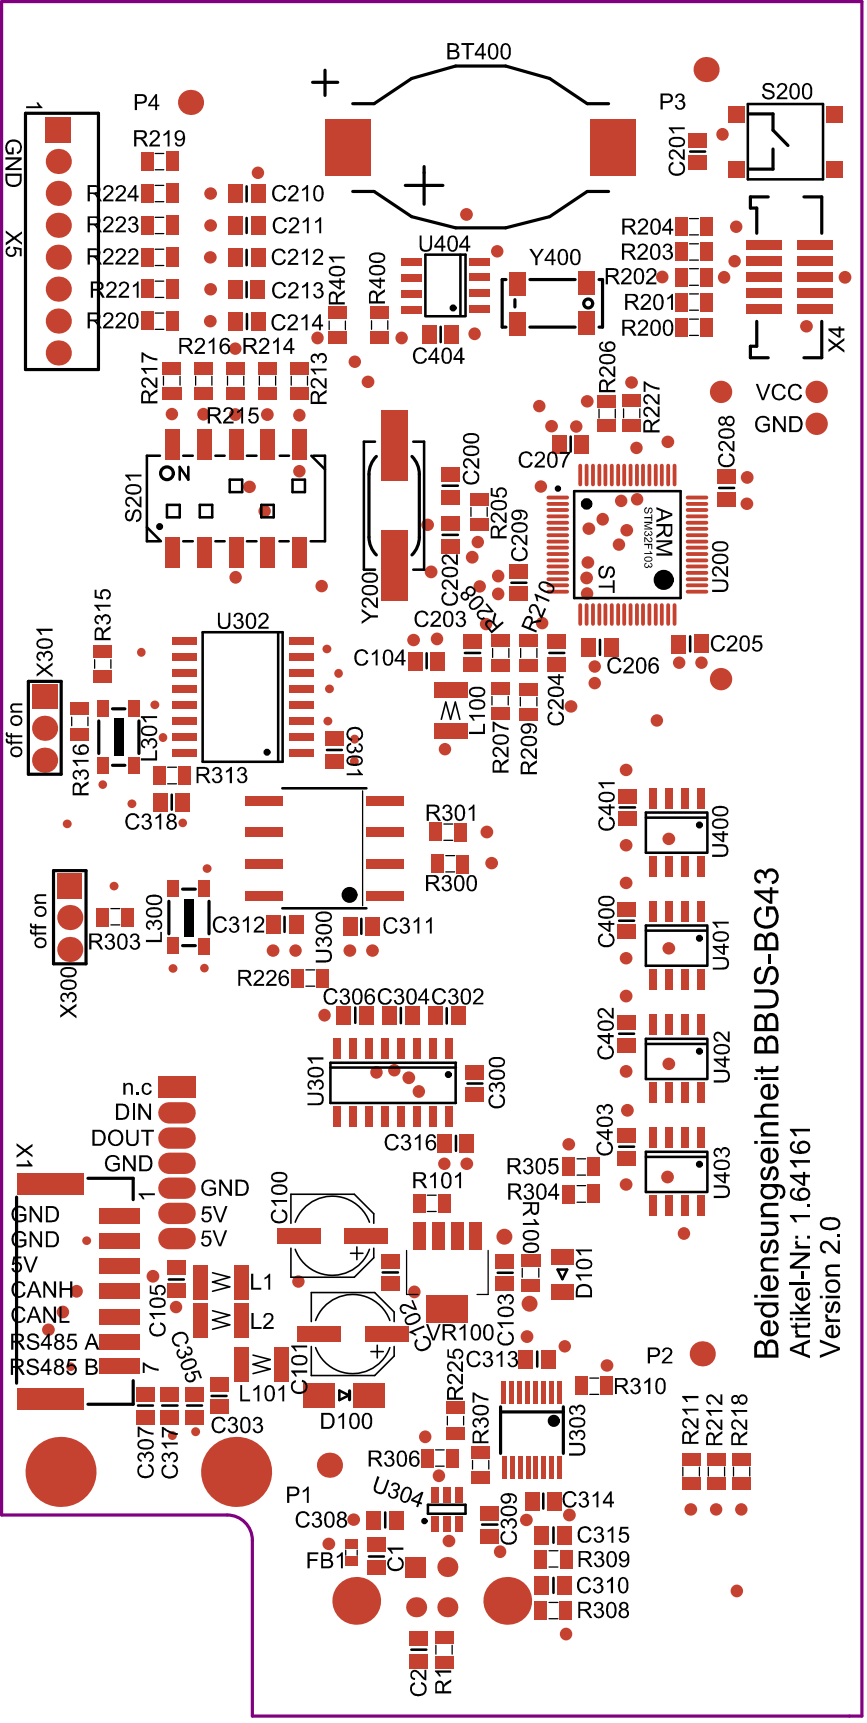 BT400
P4
P3
S200
1
R219
C201
GND
R224
C210
X5
R223
C211
R204
R222
C212
U404
Y400
R203
R221
C213
R401
R400
R202
R220
C214
R201
R200
C404
X4
R216
R214
R217
R213
R206
R227
VCC
GND
R215
C207
C208
S201
ON
C200
R205
C209
C202
ARM
STM32F103
ST
U200
Y200
R208
R210
R315
U302
C203
X301
C104
C206
C205
C204
off on
R316
L301
L100
R207
R209
C301
R313
C318
C401
U400
R301
R300
X300
off on
R303
L300
C312
U300
C311
C400
U401
R226
C306
C304
C302
C402
U402
U301
C300
C316
C403
U403
n.c
DIN
DOUT
GND
GND
5V
5V
X1
1
GND
GND
5V
CANH
CANL
RS485 A
RS485 B
7
C100
R101
R305
R304
R100
D101
C105
L1
L2
C102
VR100
C103
C305
L101
C101
C313
D100
R225
R310
P2
C307
C317
C303
R307
U303
R306
R211
R212
R218
P1
U304
C308
C309
C314
C315
FB1
C1
R309
C310
R308
C2
R1
Bediensungseinheit BBUS-BG43
Artikel-Nr: 1.64161
Version 2.0